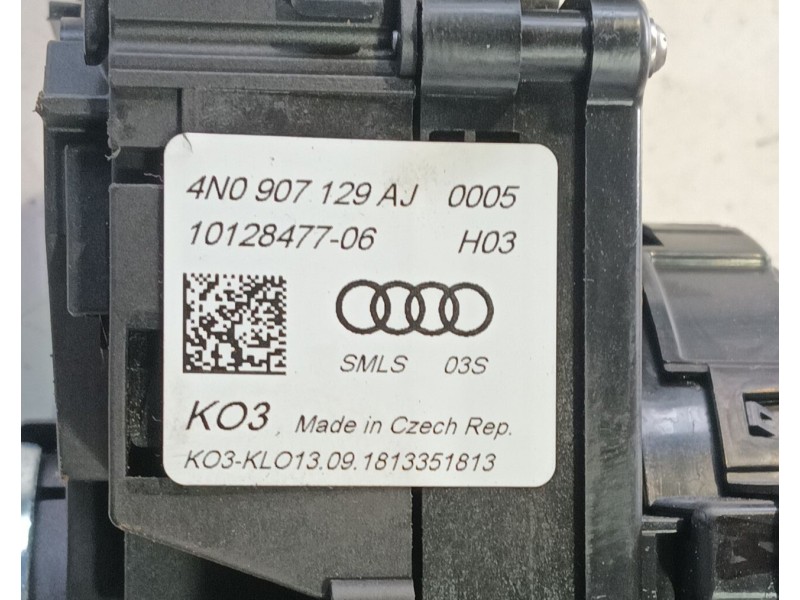 4N0 907 129 AJ 0005
10128477-06 H03
SMLS 03S
KO3, Made in Czech Rep.
KO3-KLO13.09.1813351813